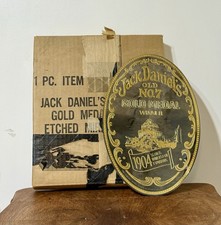 1 PC. ITEM
JACK DANIEL'S
GOLD MED
ETCHED
Jack Daniel's
OLD
NO.7
GOLD MEDAL
WINNER
1904